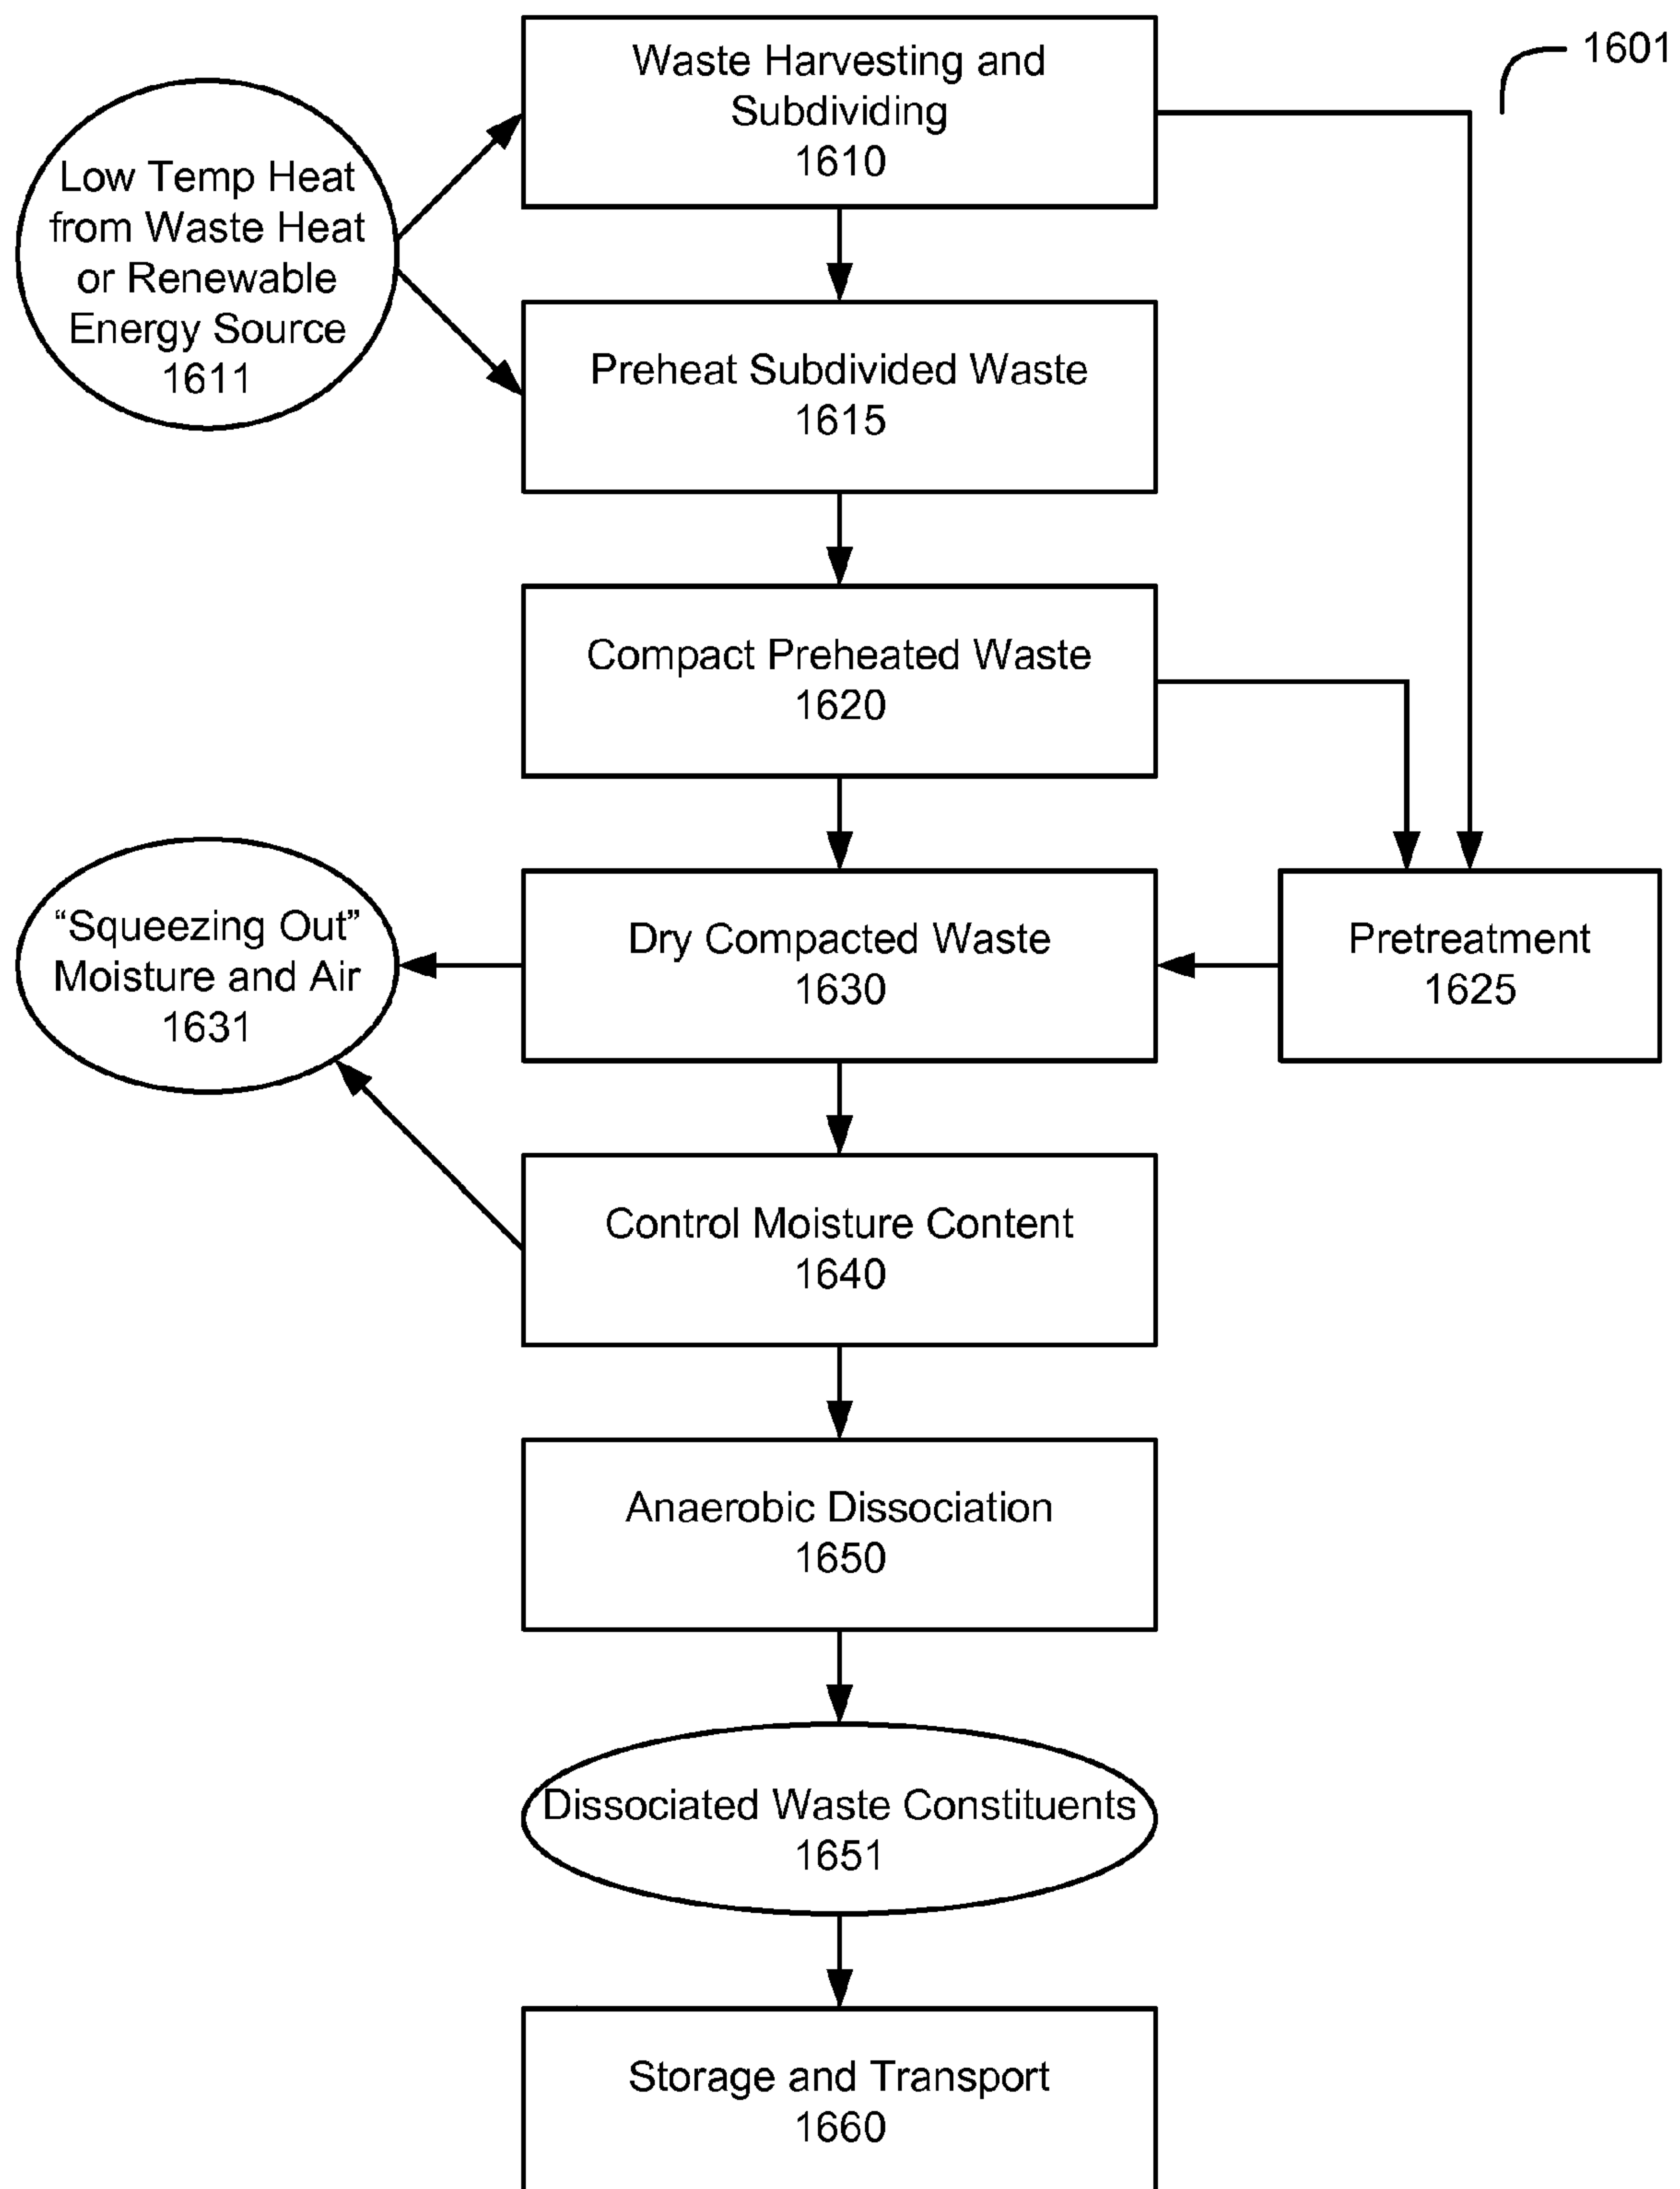 1601
Waste Harvesting and
Subdividing
1610
Low Temp Heat
from Waste Heat
or Renewable
Energy Source
1611
Preheat Subdivided Waste
1615
Compact Preheated Waste
1620
“Squeezing Out”
Moisture and Air
1631
Dry Compacted Waste
1630
Pretreatment
1625
Control Moisture Content
1640
Anaerobic Dissociation
1650
Dissociated Waste Constituents
1651
Storage and Transport
1660